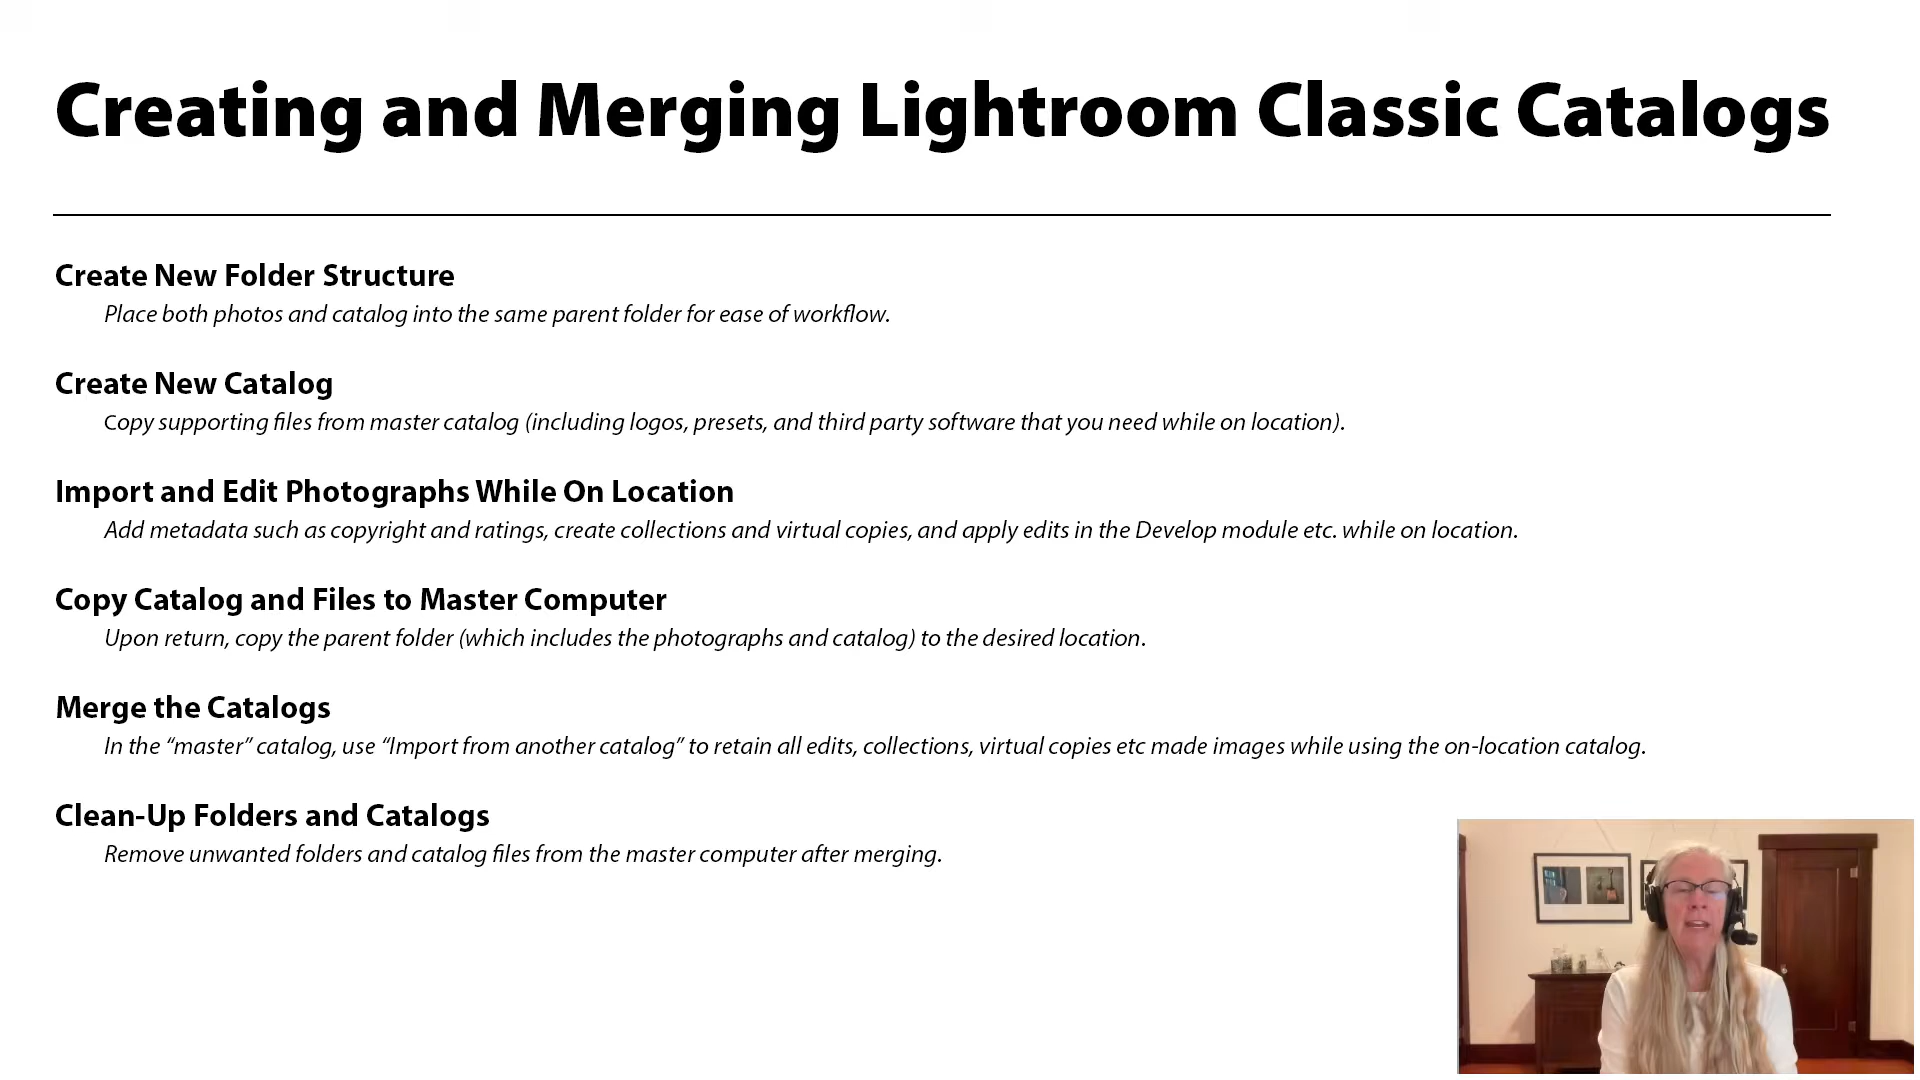 Creating and Merging Lightroom Classic Catalogs
Create New Folder Structure
Place both photos and catalog into the same parent folder for ease of workflow.
Create New Catalog
Copy supporting files from master catalog (including logos, presets, and third party software that you need while on location).
Import and Edit Photographs While On Location
Add metadata such as copyright and ratings, create collections and virtual copies, and apply edits in the Develop module etc. while on location.
Copy Catalog and Files to Master Computer
Upon return, copy the parent folder (which includes the photographs and catalog) to the desired location.
Merge the Catalogs
In the “master” catalog, use “Import from another catalog” to retain all edits, collections, virtual copies etc made images while using the on-location catalog.
Clean-Up Folders and Catalogs
Remove unwanted folders and catalog files from the master computer after merging.